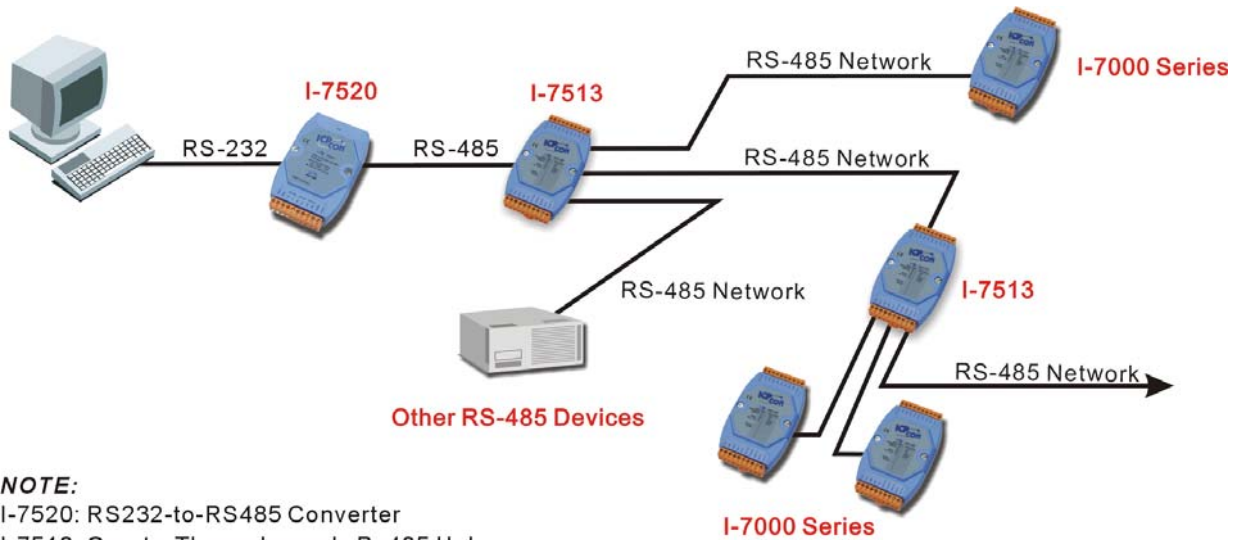 RS-485 Network
I-7000 Series
I-7520
I-7513
RS-232
RS-485
RS-485 Network
RS-485 Network
I-7513
RS-485 Network
Other RS-485 Devices
I-7000 Series
NOTE:
I-7520: RS232-to-RS485 Converter